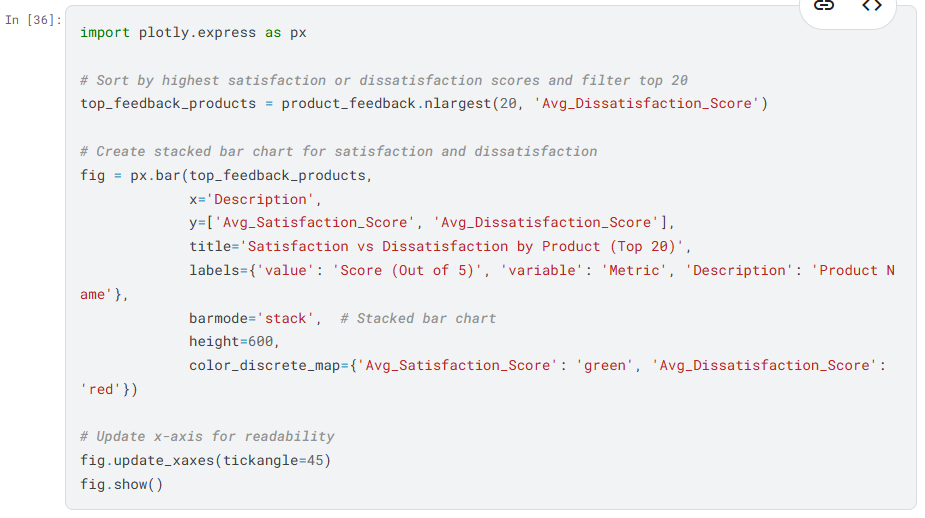 In [36]:
import plotly.express as px
# Sort by highest satisfaction or dissatisfaction scores and filter top 20
top_feedback_products = product_feedback.nlargest(20, 'Avg_Dissatisfaction_Score')
# Create stacked bar chart for satisfaction and dissatisfaction
fig = px.bar(top_feedback_products,
             x='Description',
             y=['Avg_Satisfaction_Score', 'Avg_Dissatisfaction_Score'],
             title='Satisfaction vs Dissatisfaction by Product (Top 20)',
             labels={'value': 'Score (Out of 5)', 'variable': 'Metric', 'Description': 'Product N
ame'},
             barmode='stack',  # Stacked bar chart
             height=600,
             color_discrete_map={'Avg_Satisfaction_Score': 'green', 'Avg_Dissatisfaction_Score':
'red'})
# Update x-axis for readability
fig.update_xaxes(tickangle=45)
fig.show()